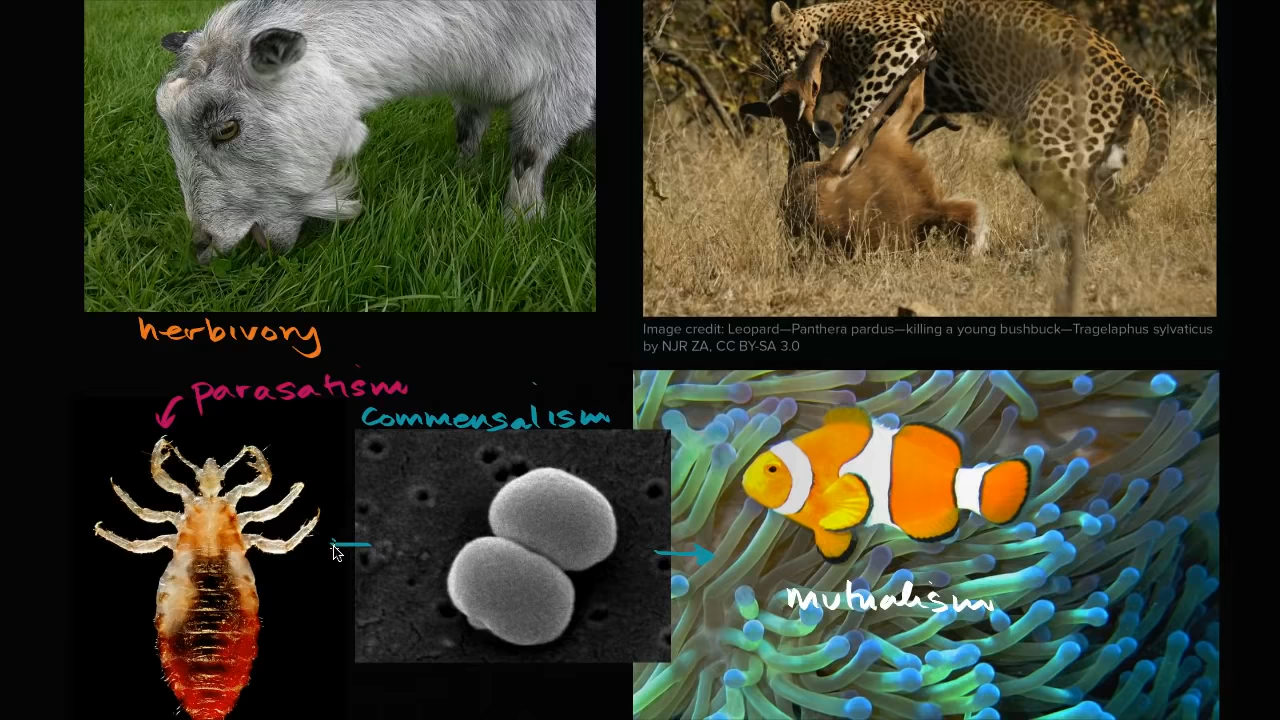 herbivory
Image credit: Leopard—Panthera pardus—killing a young bushbuck—Tragelaphus sylvaticus
by NJR ZA, CC BY-SA 3.0
parasatism
commensalism
mutualism